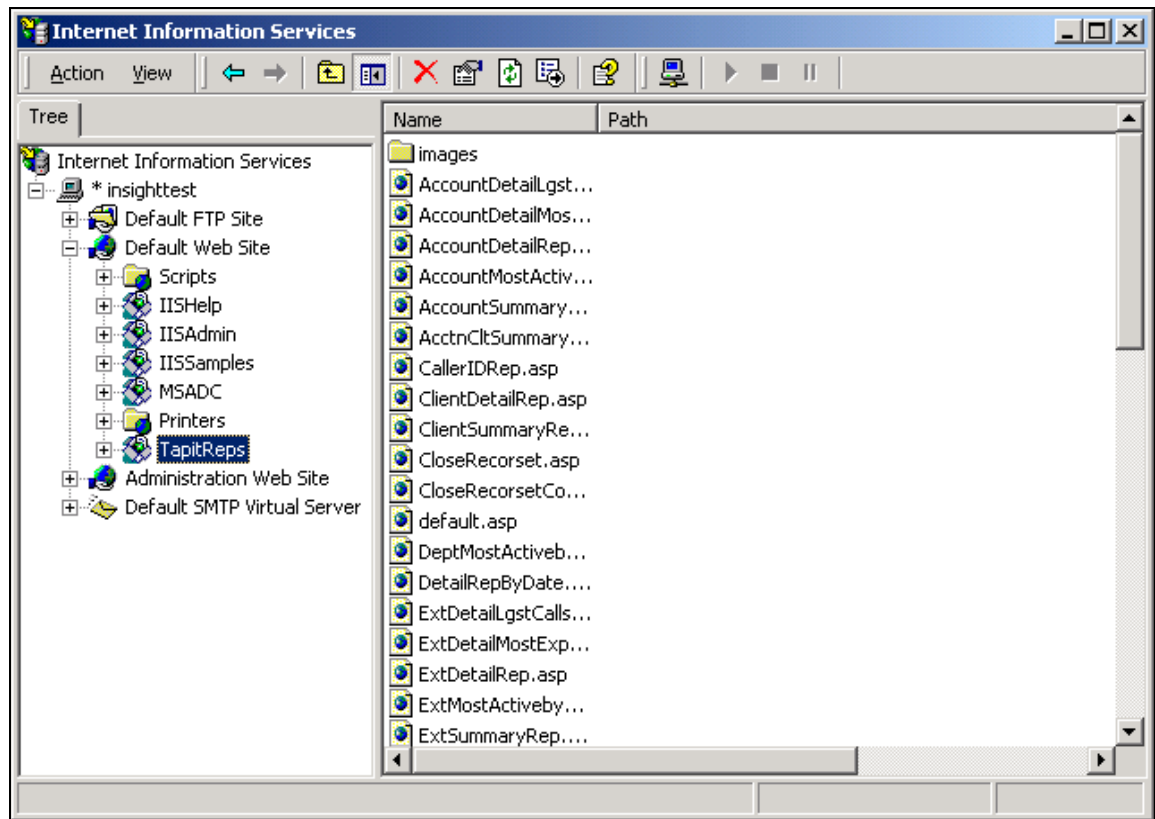 Internet Information Services
Action View
Tree
Name Path
Internet Information Services
* insighttest
Default FTP Site
Default Web Site
Scripts
IISHelp
IISAdmin
IISSamples
MSADC
Printers
TapitReps
Administration Web Site
Default SMTP Virtual Server
images
AccountDetailLgst...
AccountDetailMos...
AccountDetailRep...
AccountMostActiv...
AccountSummary...
AcctnCltSummary...
CallerIDRep.asp
ClientDetailRep.asp
ClientSummaryRe...
CloseRecorset.asp
CloseRecorsetCo...
default.asp
DeptMostActiveb...
DetailRepByDate....
ExtDetailLgstCalls...
ExtDetailMostExp...
ExtDetailRep.asp
ExtMostActiveby...
ExtSummaryRep....